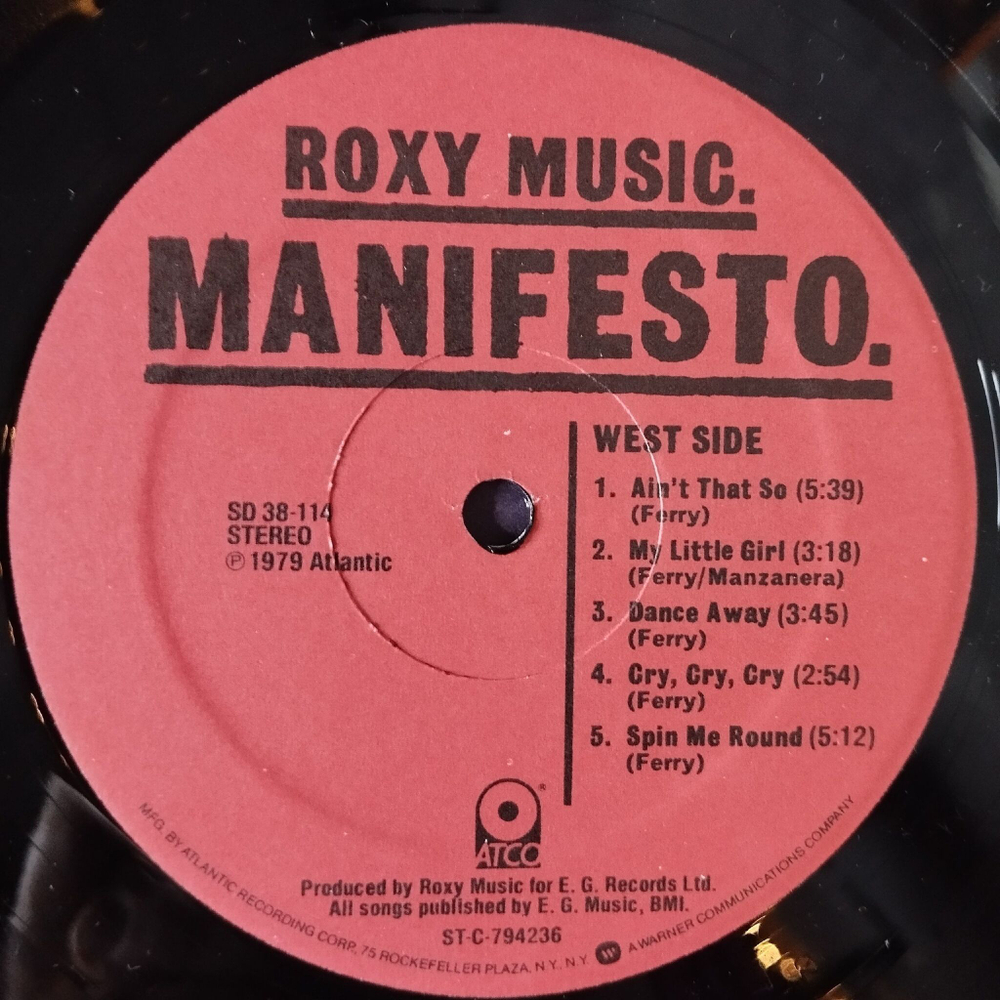 ROXY MUSIC.
MANIFESTO.
WEST SIDE
1. Ain't That So (5:39)
(Ferry)
2. My Little Girl (3:18)
(Ferry/Manzanera)
3. Dance Away (3:45)
(Ferry)
4. Cry, Cry, Cry (2:54)
(Ferry)
5. Spin Me Round (5:12)
(Ferry)
SD 38-114
STEREO
℗ 1979 Atlantic
ATCO®
Produced by Roxy Music for E. G. Records Ltd.
All songs published by E. G. Music, BMI.
ST-C-794236
MFG. BY ATLANTIC RECORDING CORP., 75 ROCKEFELLER PLAZA, N.Y., N.Y. A WARNER COMMUNICATIONS COMPANY